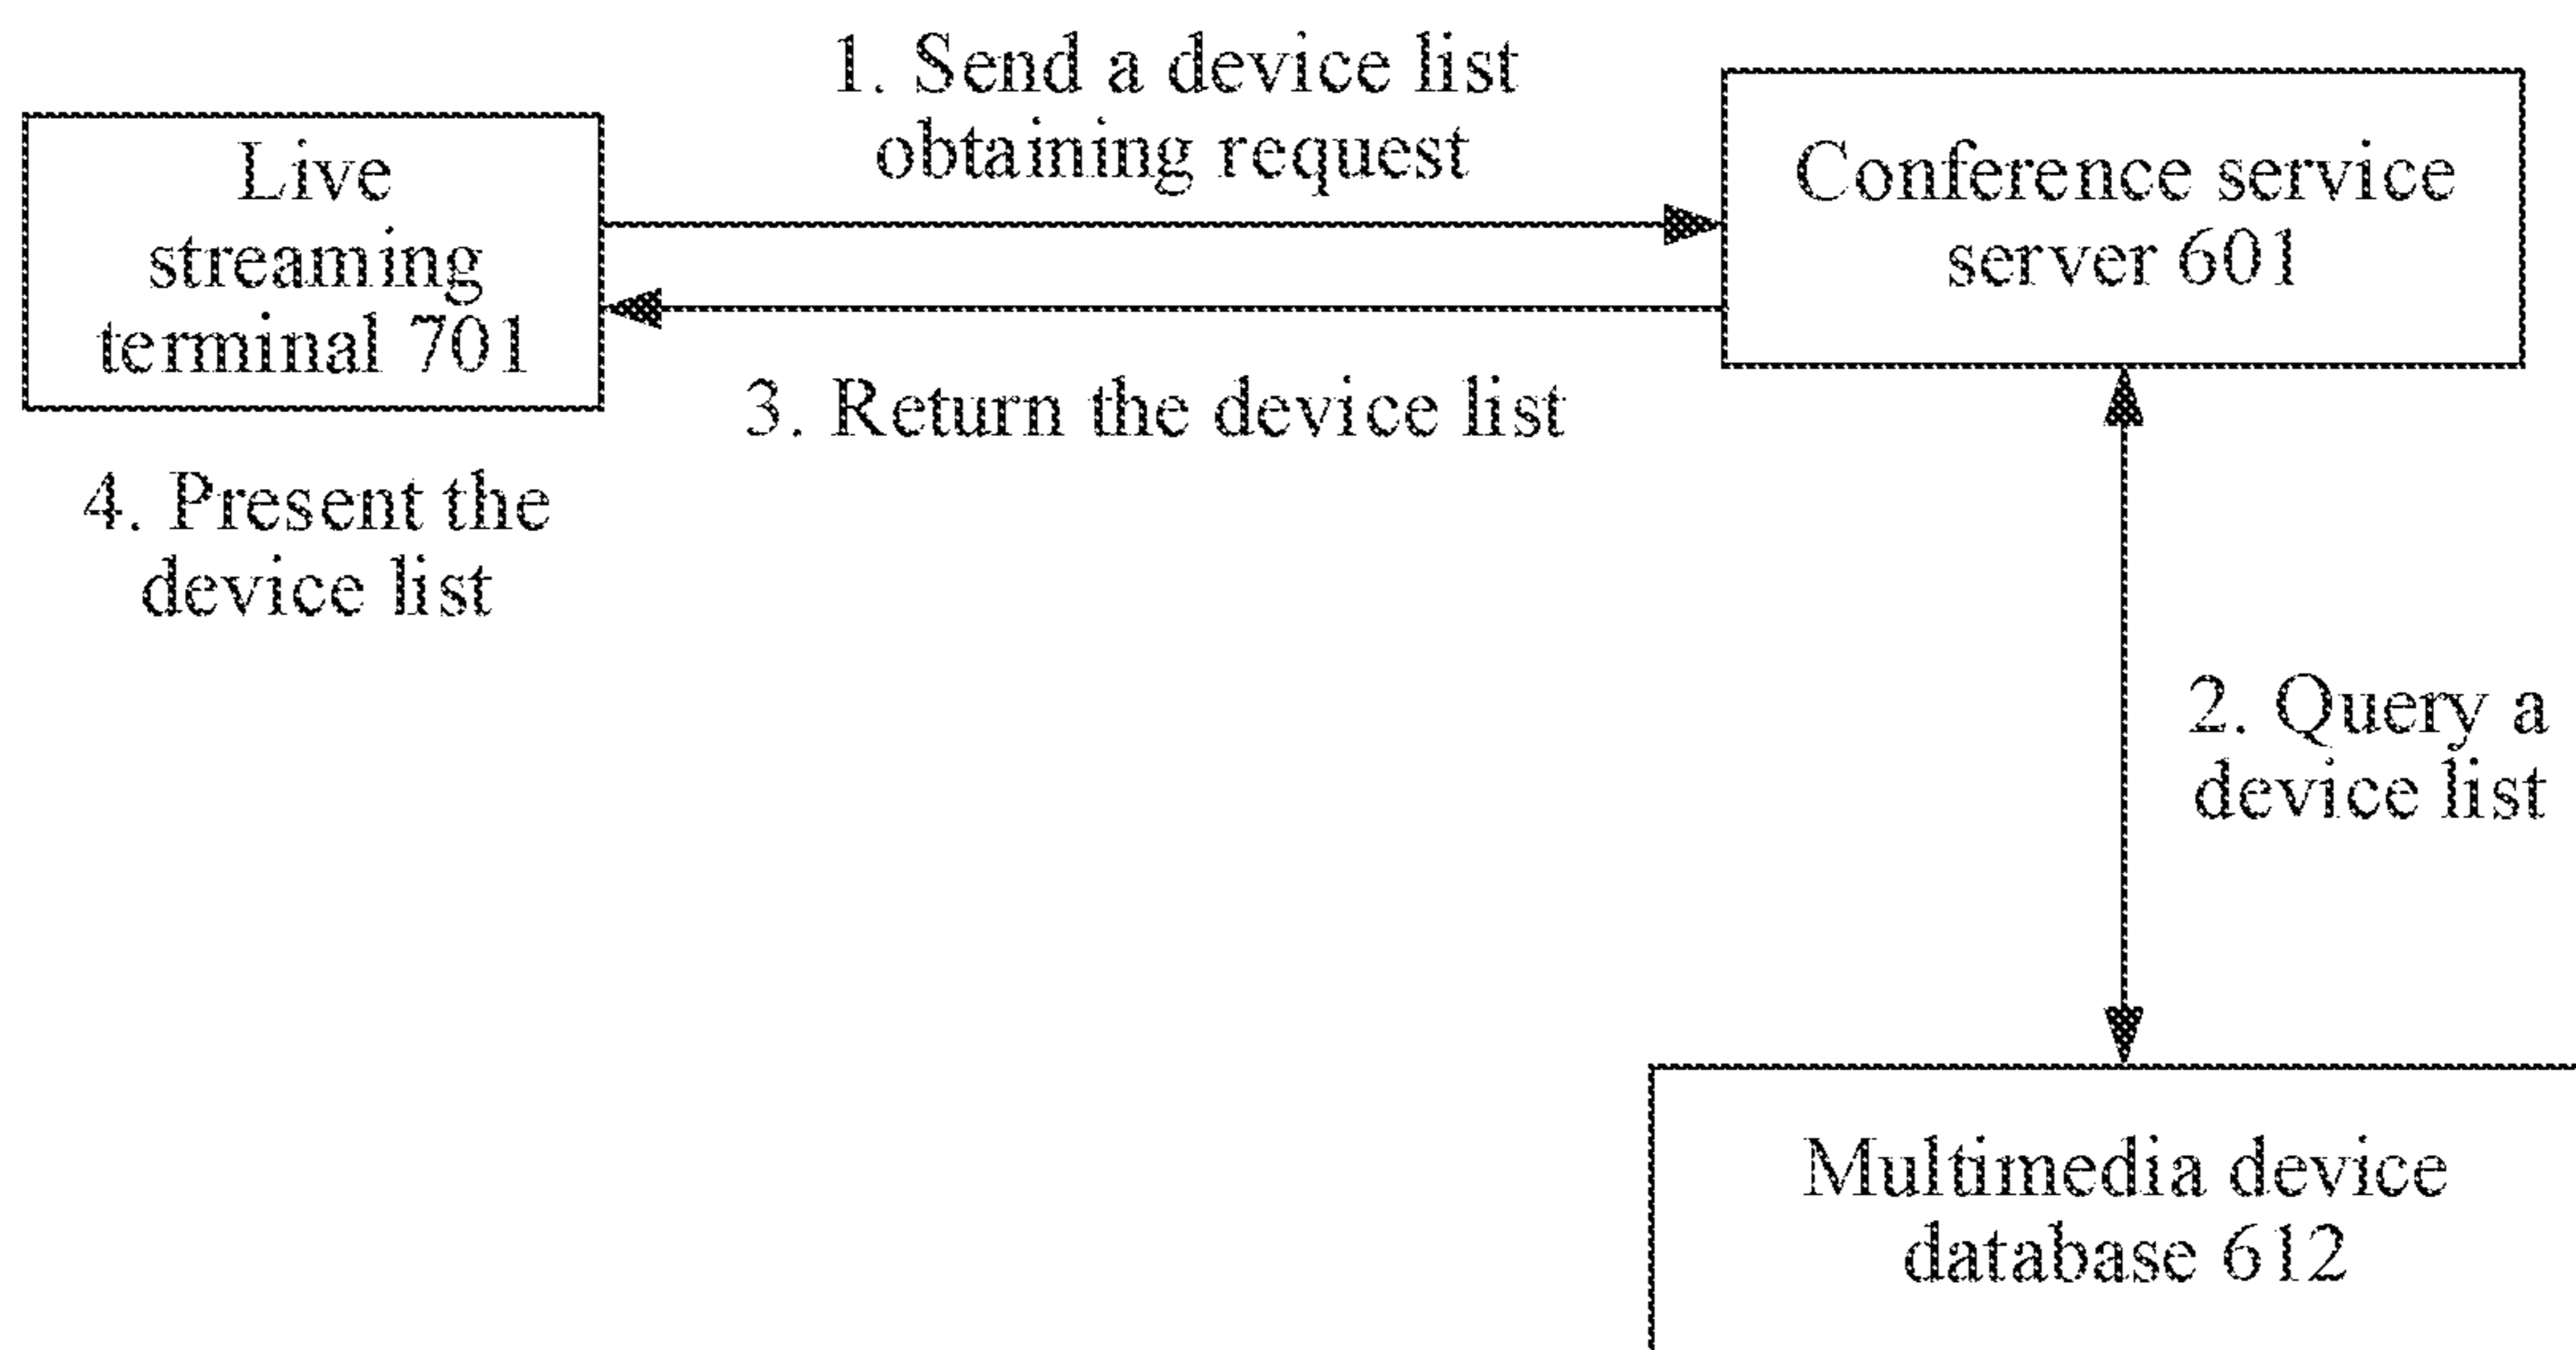 1. Send a device list
obtaining request
Live
streaming
terminal 701
Conference service
server 601
3. Return the device list
4. Present the
device list
2. Query a
device list
Multimedia device
database 612